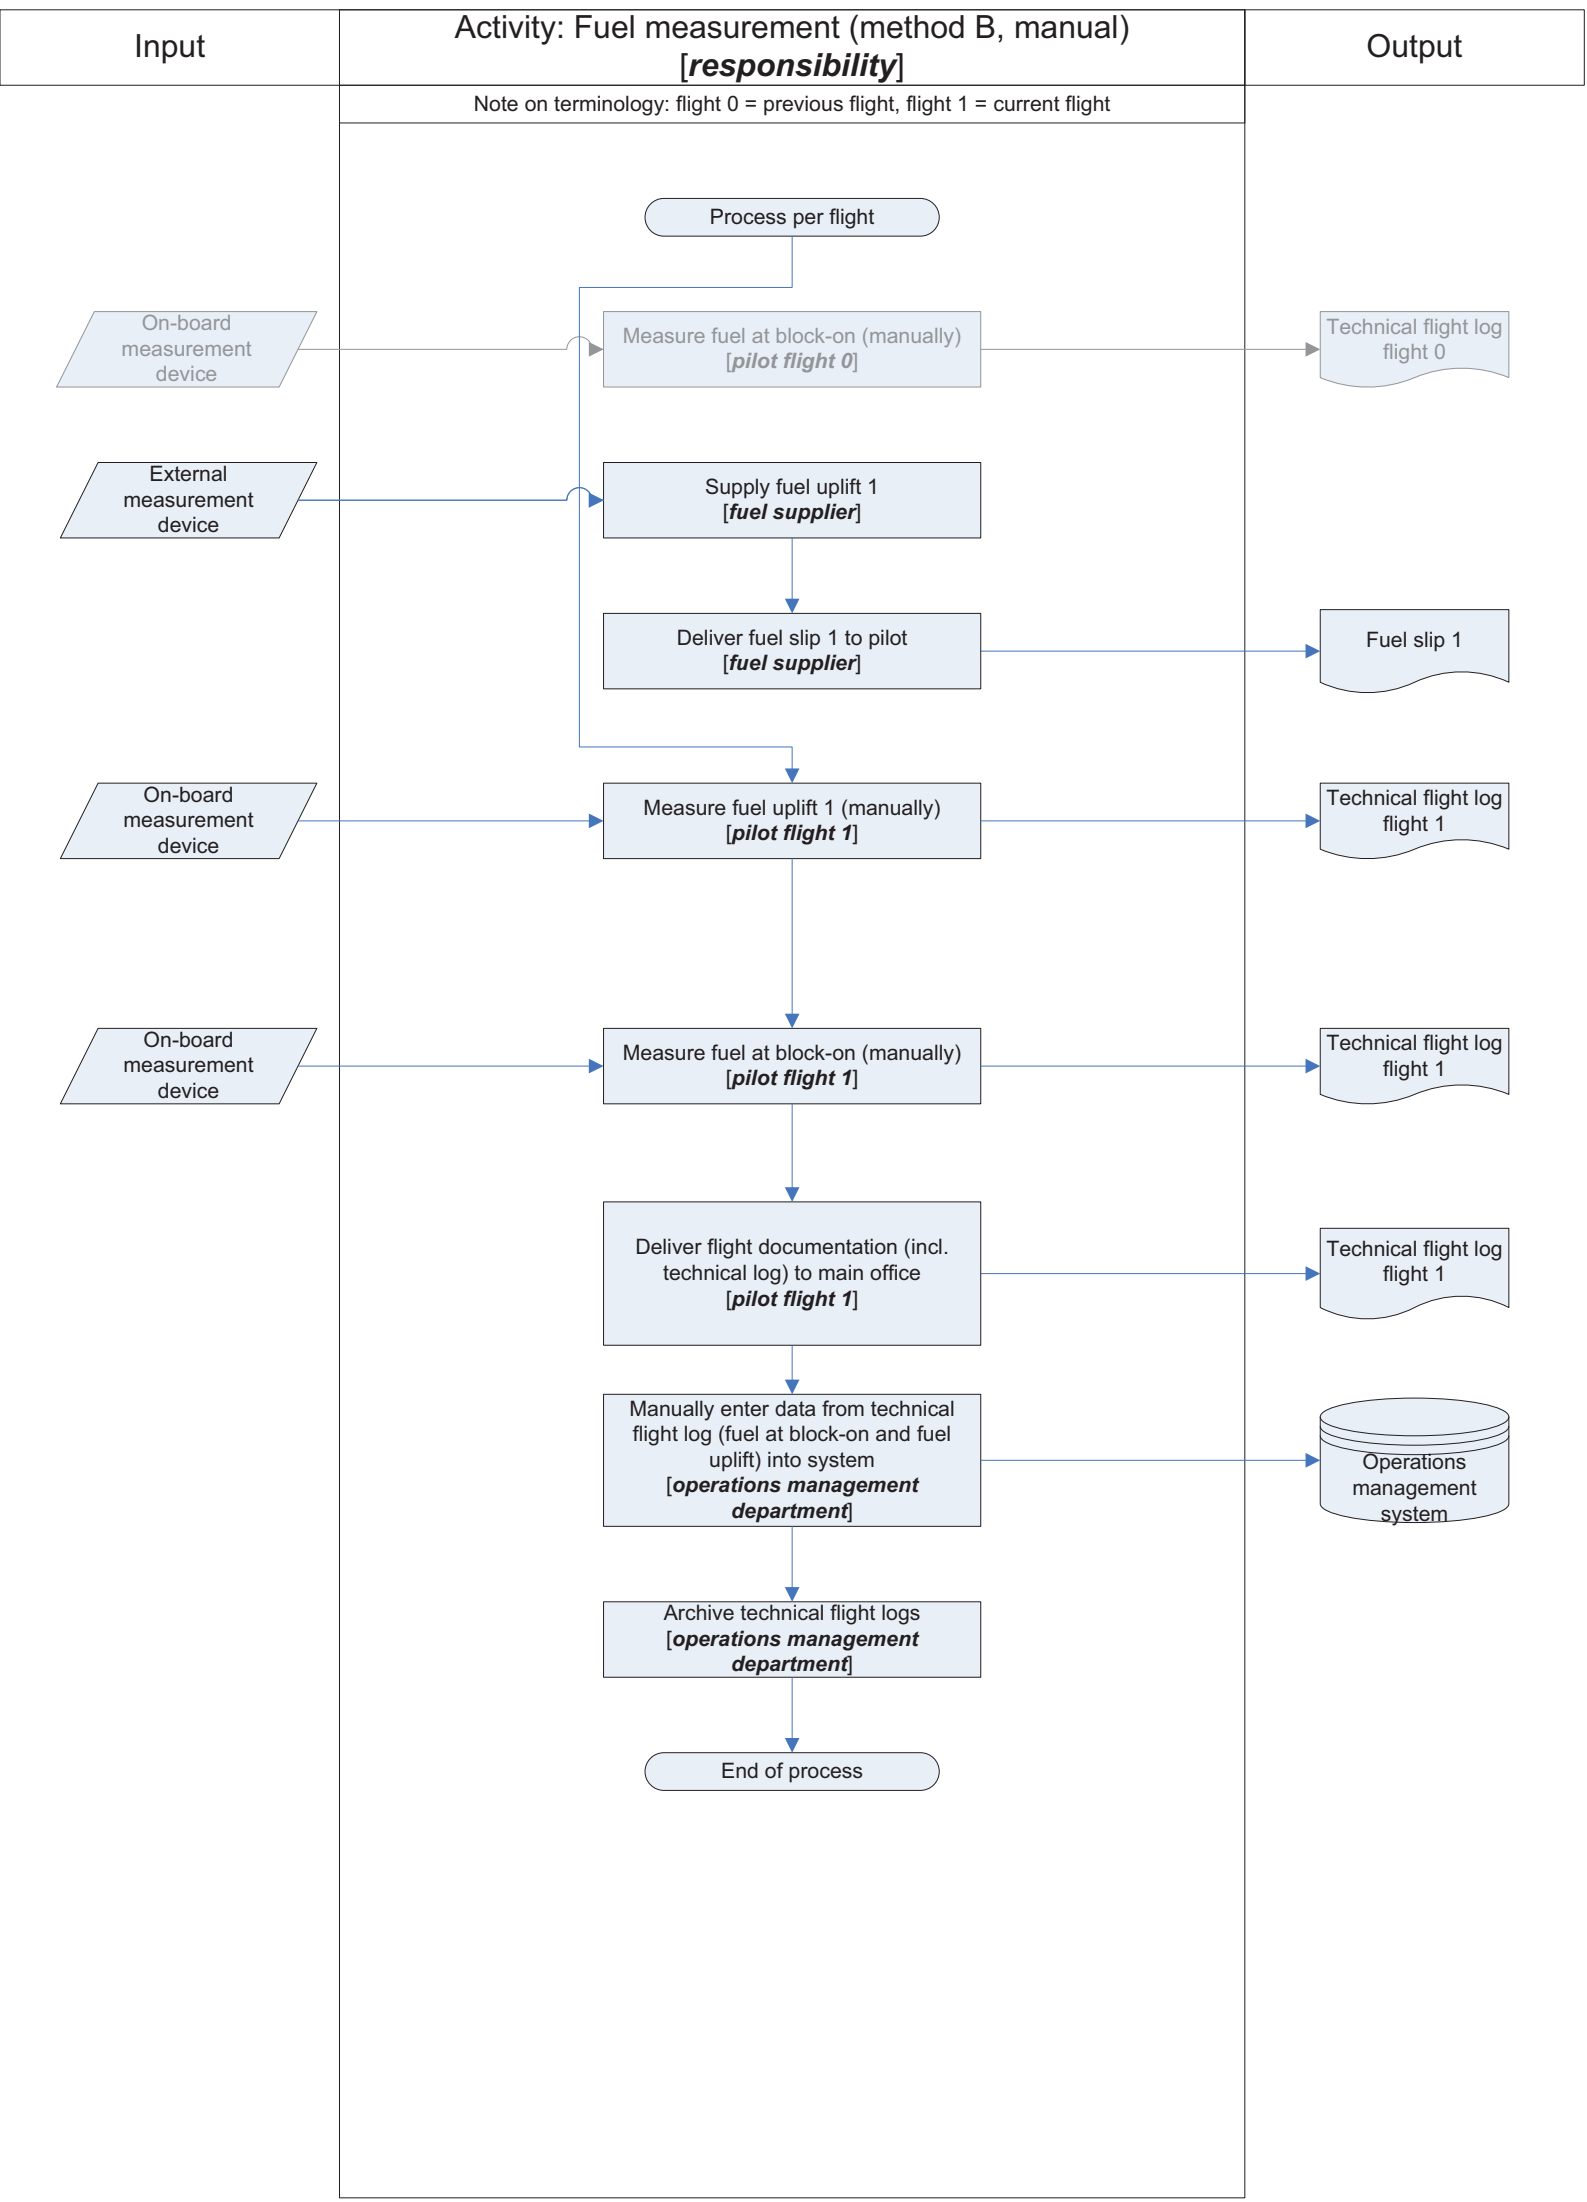 Input
Activity: Fuel measurement (method B, manual)
[responsibility]
Output
Note on terminology: flight 0 = previous flight, flight 1 = current flight
Process per flight
On-board
measurement
device
Measure fuel at block-on (manually)
[pilot flight 0]
Technical flight log
flight 0
External
measurement
device
Supply fuel uplift 1
[fuel supplier]
Deliver fuel slip 1 to pilot
[fuel supplier]
Fuel slip 1
On-board
measurement
device
Measure fuel uplift 1 (manually)
[pilot flight 1]
Technical flight log
flight 1
On-board
measurement
device
Measure fuel at block-on (manually)
[pilot flight 1]
Technical flight log
flight 1
Deliver flight documentation (incl.
technical log) to main office
[pilot flight 1]
Technical flight log
flight 1
Manually enter data from technical
flight log (fuel at block-on and fuel
uplift) into system
[operations management
department]
Operations
management
system
Archive technical flight logs
[operations management
department]
End of process